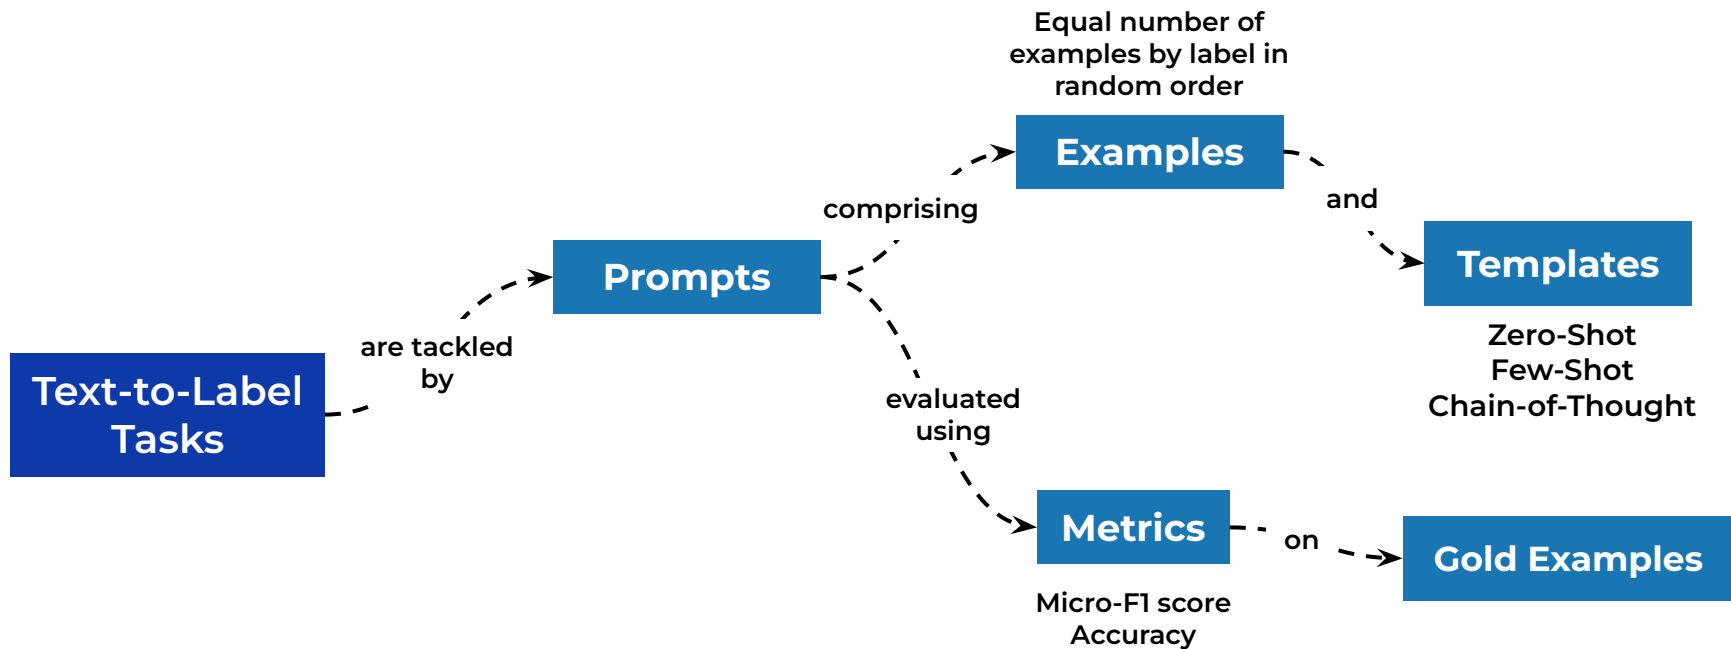 Equal number of
examples by label in
random order
Examples
comprising
and
Prompts
Templates
Zero-Shot
Few-Shot
Chain-of-Thought
are tackled
by
Text-to-Label
Tasks
evaluated
using
Metrics
on
Gold Examples
Micro-F1 score
Accuracy